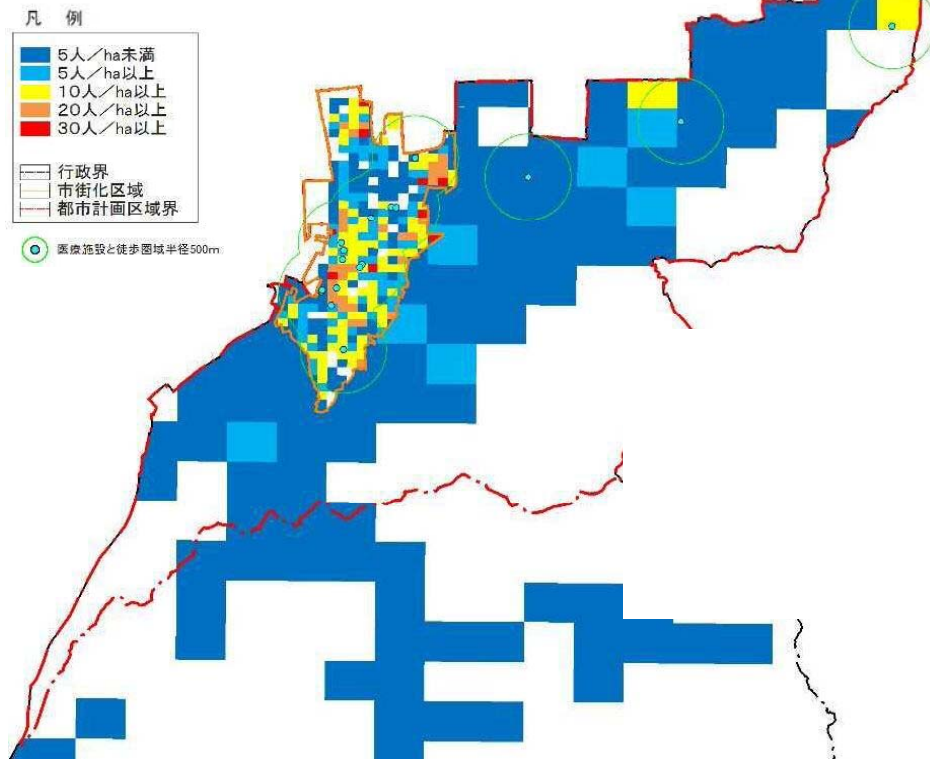 凡 例
5人/ha未満
5人/ha以上
10人/ha以上
20人/ha以上
30人/ha以上
行政界
市街化区域
都市計画区域界
医療施設と徒歩圏域半径500m